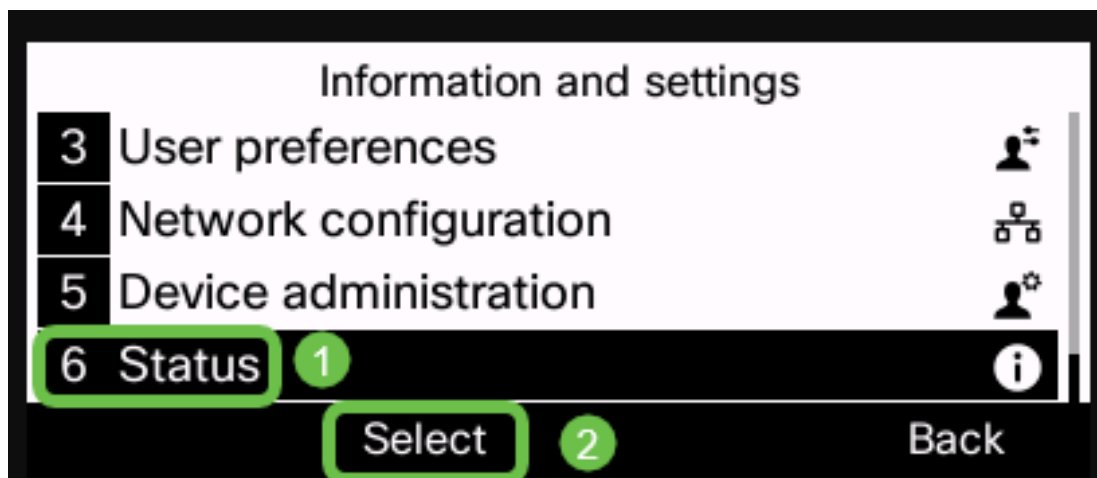 Information and settings
3 User preferences
4 Network configuration
5 Device administration
6 Status 1
Select 2 Back